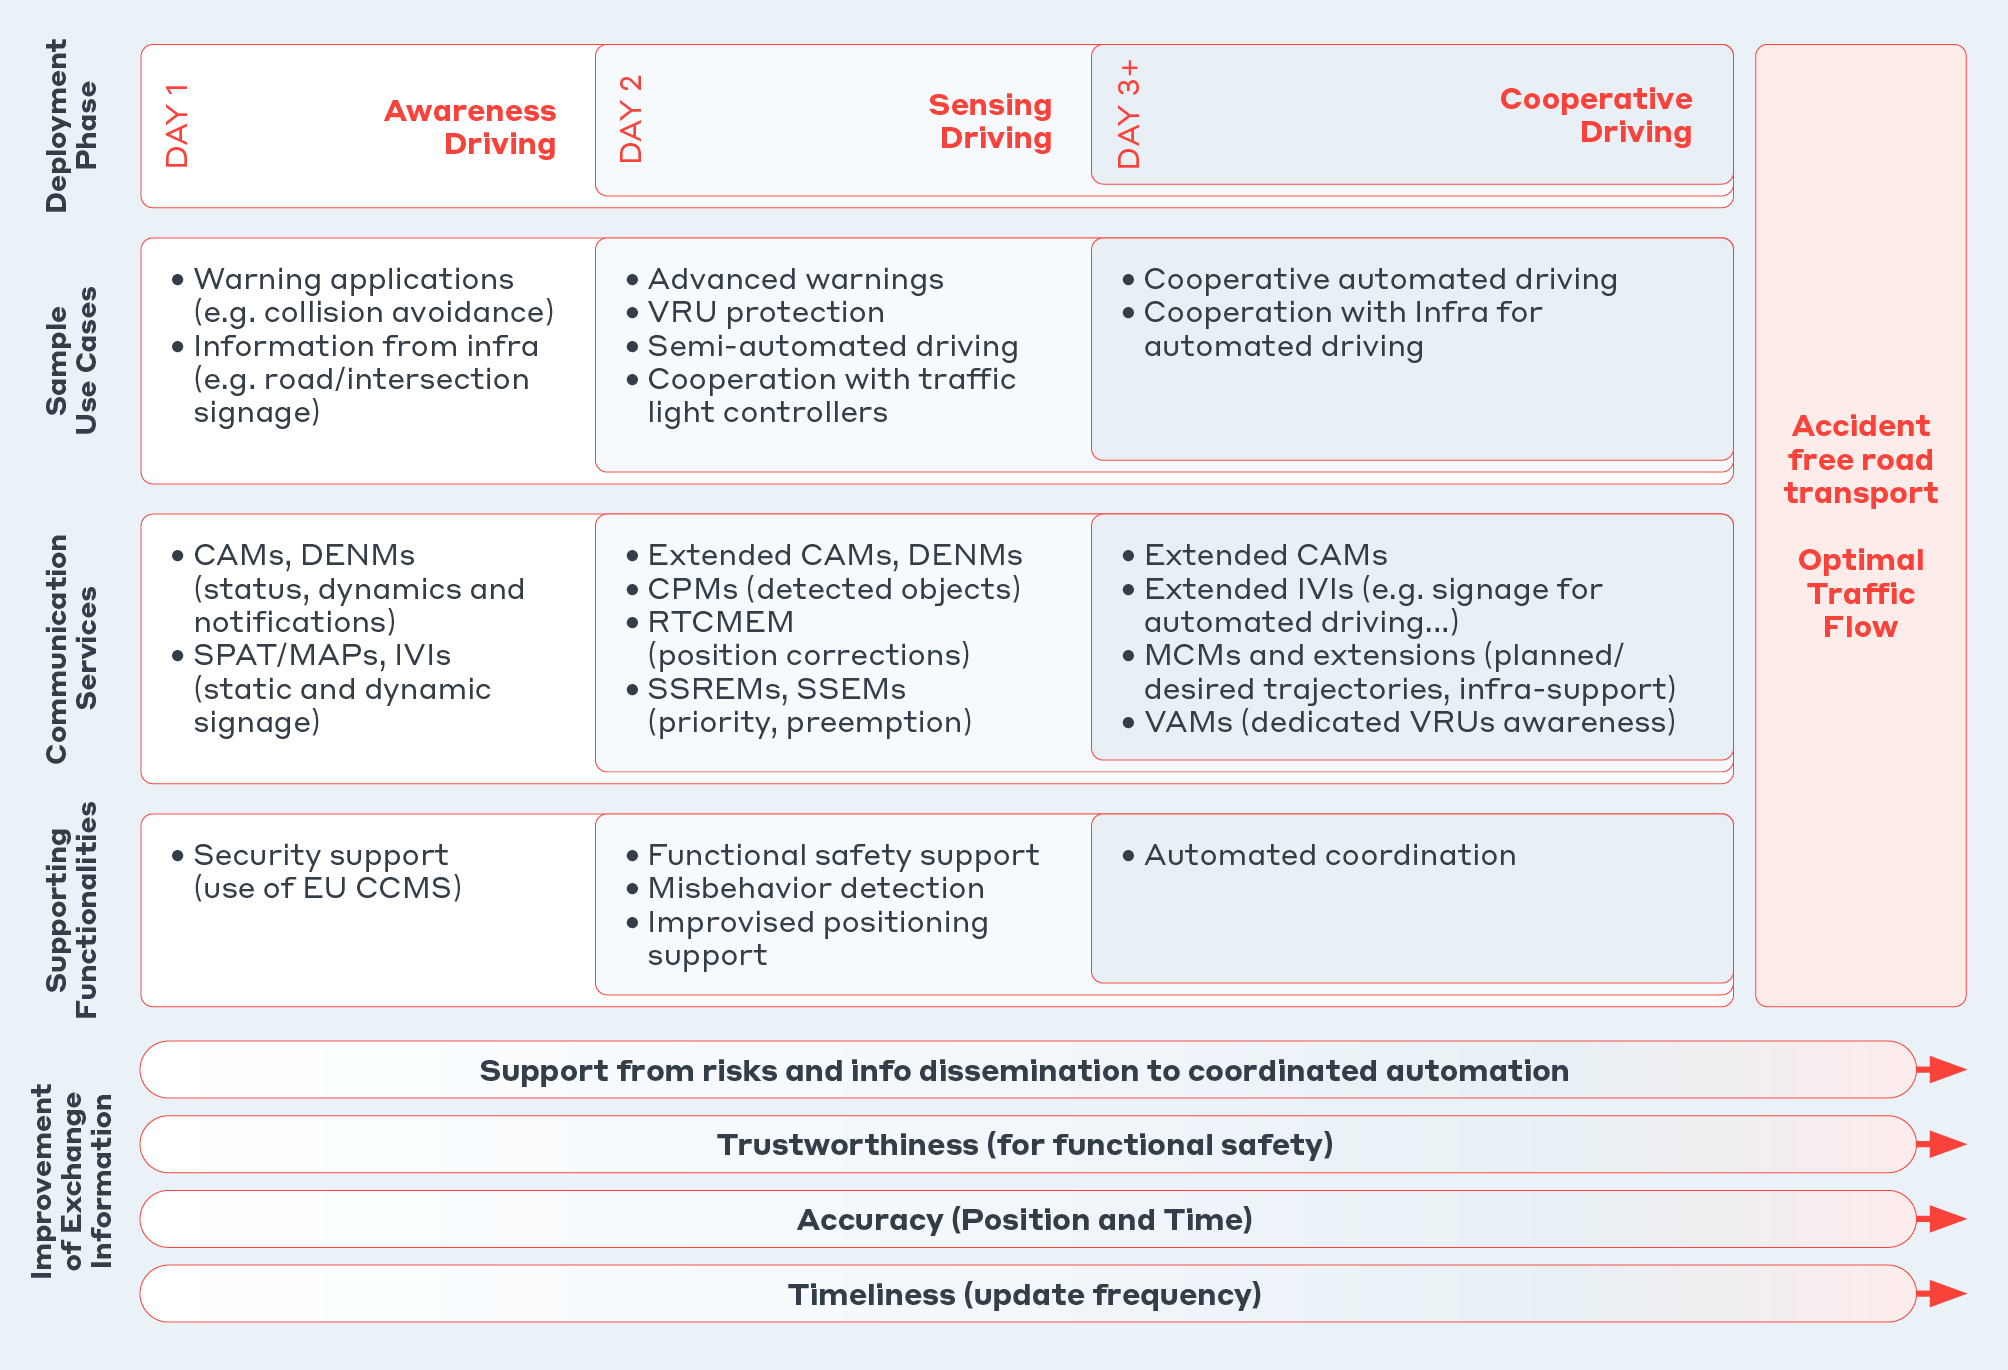 Deployment
Phase
DAY 1
Awareness
Driving
DAY 2
Sensing
Driving
DAY 3+
Cooperative
Driving
Sample
Use Cases
• Warning applications
(e.g. collision avoidance)
• Information from infra
(e.g. road/intersection
signage)
• Advanced warnings
• VRU protection
• Semi-automated driving
• Cooperation with traffic
light controllers
• Cooperative automated driving
• Cooperation with Infra for
automated driving
Communication
Services
• CAMs, DENMs
(status, dynamics and
notifications)
• SPAT/MAPs, IVIs
(static and dynamic
signage)
• Extended CAMs, DENMs
• CPMs (detected objects)
• RTCMEM
(position corrections)
• SSREMs, SSEMs
(priority, preemption)
• Extended CAMs
• Extended IVIs (e.g. signage for
automated driving...)
• MCMs and extensions (planned/
desired trajectories, infra-support)
• VAMs (dedicated VRUs awareness)
Supporting
Functionalities
• Security support
(use of EU CCMS)
• Functional safety support
• Misbehavior detection
• Improvised positioning
support
• Automated coordination
Accident
free road
transport
Optimal
Traffic
Flow
Improvement
of Exchange
Information
Support from risks and info dissemination to coordinated automation
Trustworthiness (for functional safety)
Accuracy (Position and Time)
Timeliness (update frequency)